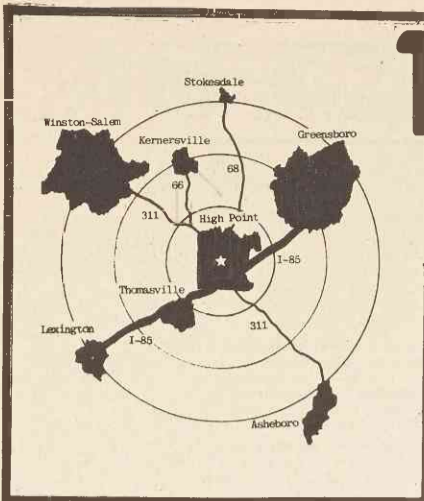 Stokesdale
Winston-Salem
Kernersville
Greensboro
66
68
311
High Point
I-85
Thomasville
Lexington
I-85
311
Asheboro